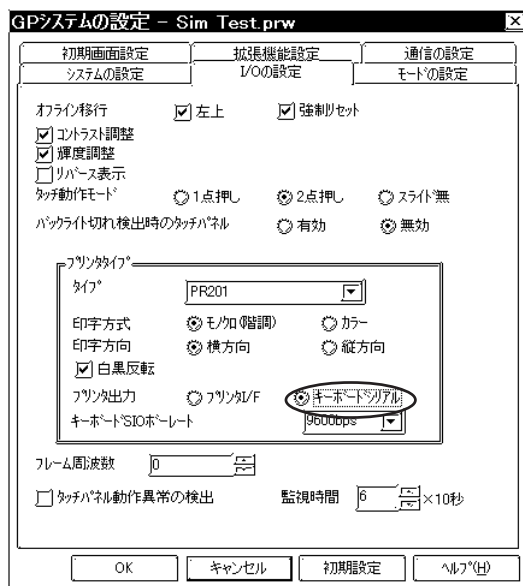 GPｼｽﾃﾑの設定 - Sim Test.prw
初期画面設定 拡張機能設定 通信の設定
ｼｽﾃﾑの設定 I/Oの設定 ﾓｰﾄﾞの設定
ｵﾌﾗｲﾝ移行 左上 強制ﾘｾｯﾄ
ｺﾝﾄﾗｽﾄ調整
輝度調整
ﾘﾊﾞｰｽ表示
ﾀｯﾁ動作ﾓｰﾄﾞ 1点押し 2点押し ｽﾗｲﾄﾞ無
ﾊﾞｯｸﾗｲﾄ切れ検出時のﾀｯﾁﾊﾟﾈﾙ 有効 無効
ﾌﾟﾘﾝﾀﾀｲﾌﾟ
ﾀｲﾌﾟ PR201
印字方式 ﾓﾉｸﾛ(階調) ｶﾗｰ
印字方向 横方向 縦方向
白黒反転
ﾌﾟﾘﾝﾀ出力 ﾌﾟﾘﾝﾀI/F ｷｰﾎﾞｰﾄﾞｼﾘｱﾙ
ｷｰﾎﾞｰﾄﾞSIOﾎﾞｰﾚｰﾄ 9600bps
ﾌﾚｰﾑ周波数 0
ﾀｯﾁﾊﾟﾈﾙ動作異常の検出 監視時間 6 ×10秒
OK ｷｬﾝｾﾙ 初期設定 ﾍﾙﾌﾟ(H)